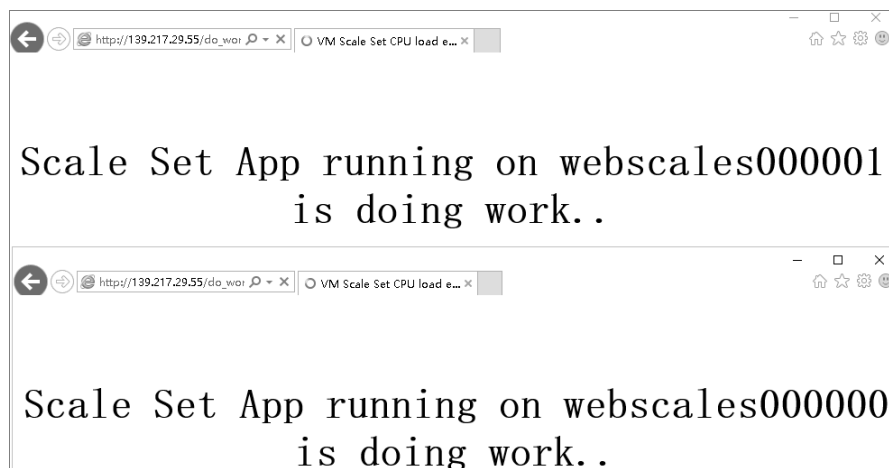 http://139.217.29.55/do_wor
VM Scale Set CPU load e...
Scale Set App running on webscales000001
is doing work..
http://139.217.29.55/do_wor
VM Scale Set CPU load e...
Scale Set App running on webscales000000
is doing work..